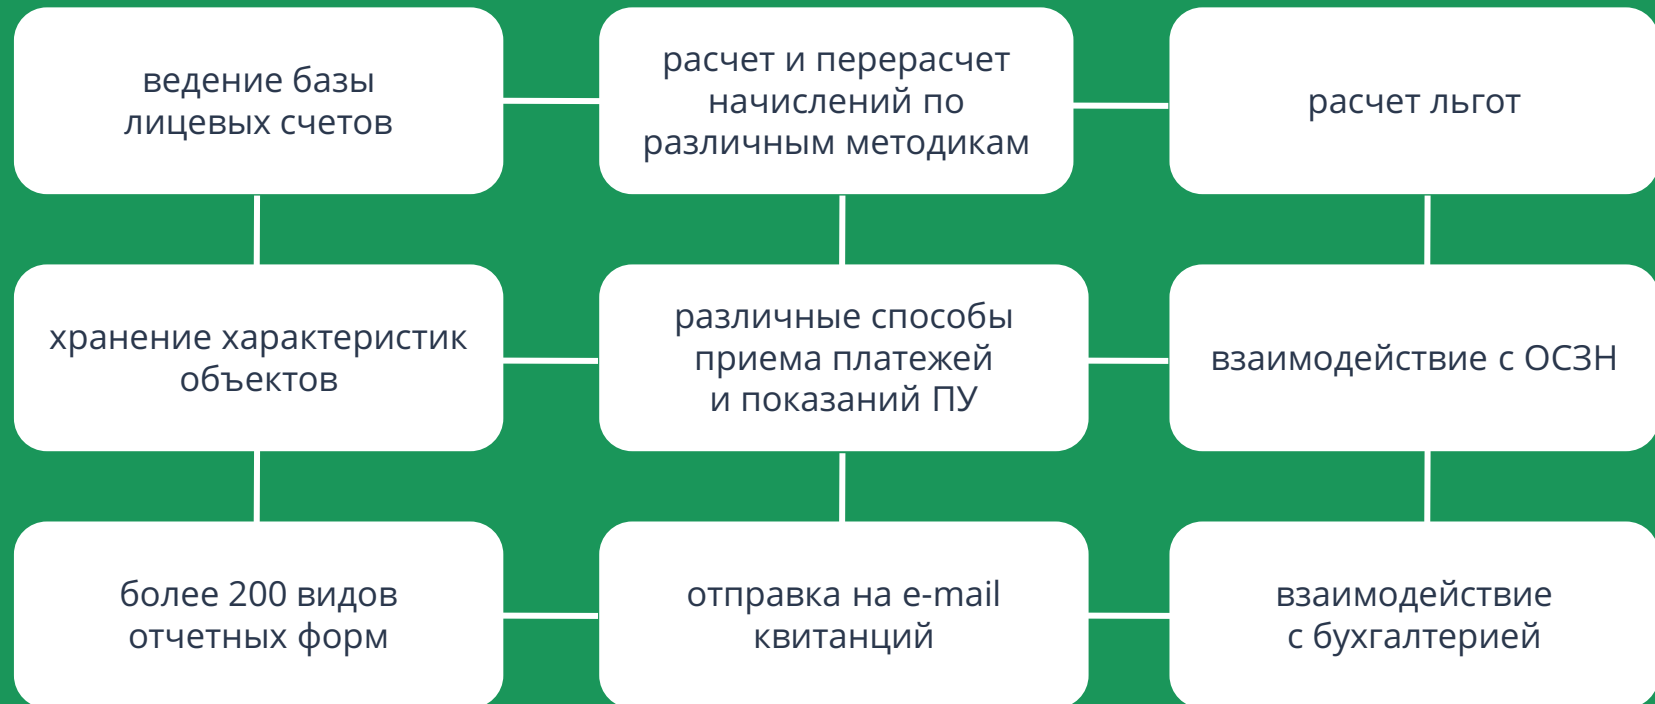 ведение базы
лицевых счетов
расчет и перерасчет
начислений по
различным методикам
расчет льгот
хранение характеристик
объектов
различные способы
приема платежей
и показаний ПУ
взаимодействие с ОСЗН
более 200 видов
отчетных форм
отправка на e-mail
квитанций
взаимодействие
с бухгалтерией